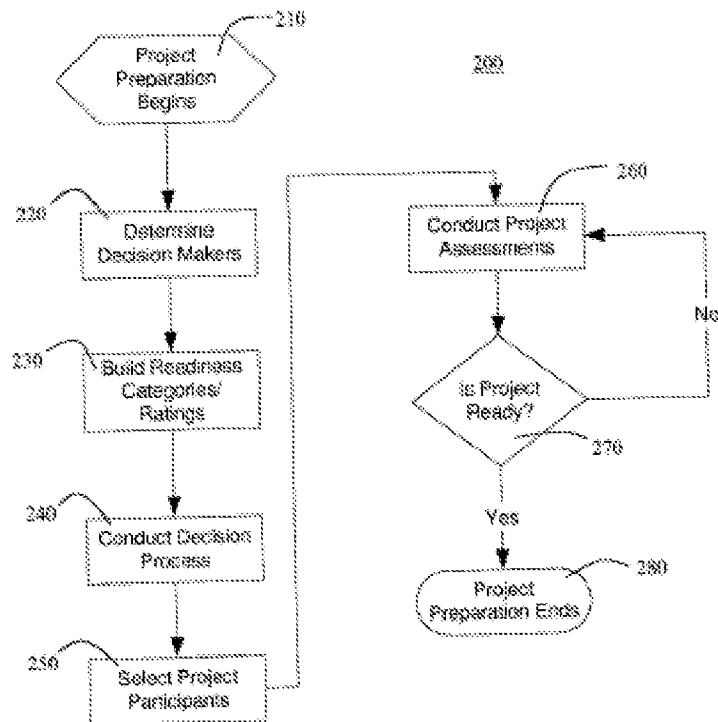 210
Project
Preparation
Begins
200
220
Determine
Decision Makers
230
Build Readiness
Categories/
Ratings
240
Conduct Decision
Process
250
Select Project
Participants
260
Conduct Project
Assessments
No
Is Project
Ready?
270
Yes
280
Project
Preparation Ends